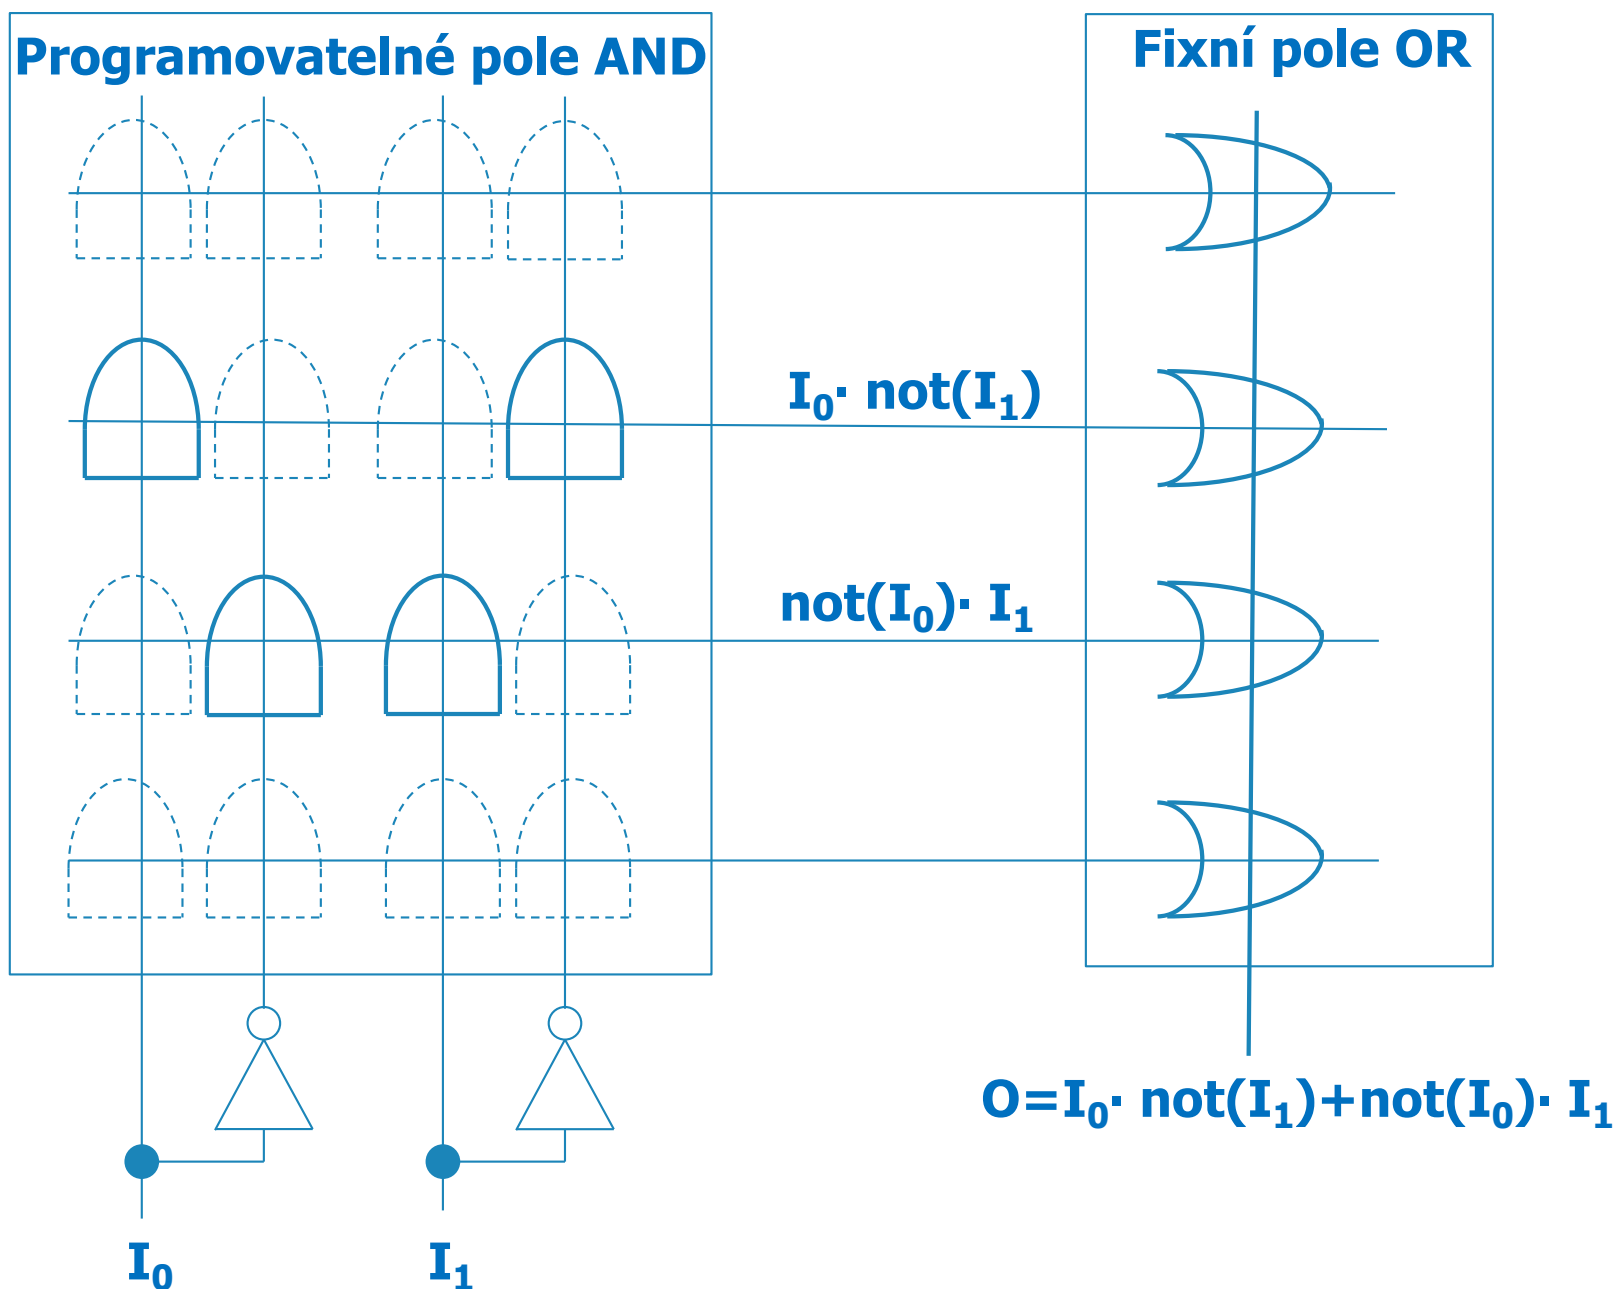 Programovatelné pole AND
Fixní pole OR
I₀· not(I₁)
not(I₀)· I₁
O=I₀· not(I₁)+not(I₀)· I₁
I₀
I₁